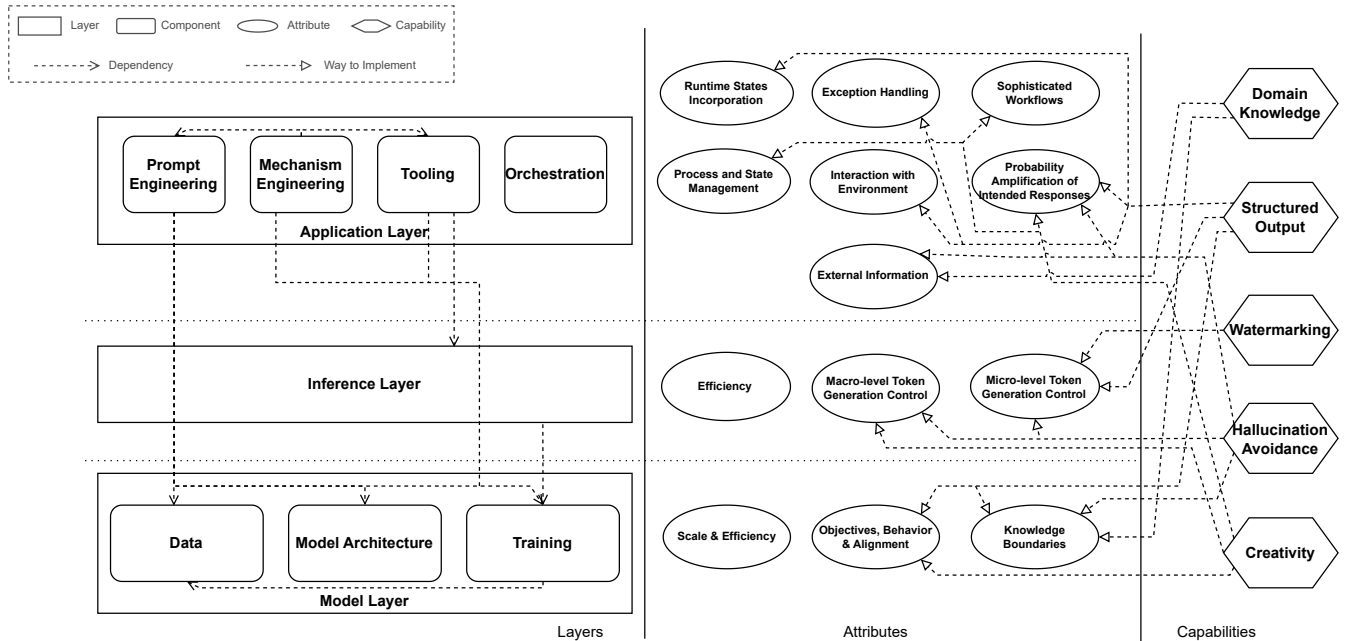 Layer
Component
Attribute
Capability
Dependency
Way to Implement
Prompt
Engineering
Mechanism
Engineering
Tooling
Orchestration
Application Layer
Inference Layer
Data
Model Architecture
Training
Model Layer
Layers
Runtime States
Incorporation
Exception Handling
Sophisticated
Workflows
Process and State
Management
Interaction with
Environment
Probability
Amplification of
Intended Responses
External Information
Efficiency
Macro-level Token
Generation Control
Micro-level Token
Generation Control
Scale & Efficiency
Objectives, Behavior
& Alignment
Knowledge
Boundaries
Attributes
Domain
Knowledge
Structured
Output
Watermarking
Hallucination
Avoidance
Creativity
Capabilities